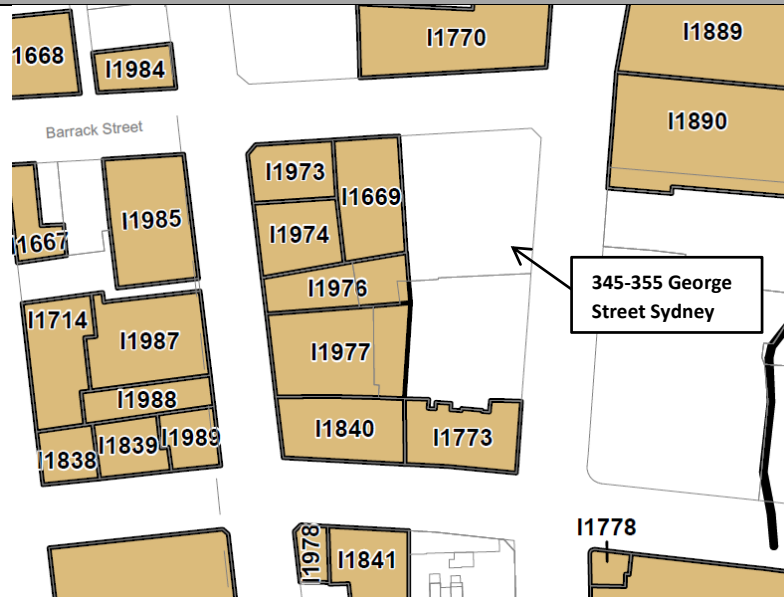 I1770
I1889
1668
I1984
I1890
Barrack Street
I1973
I1669
I1985
I1974
I1667
I1976
345-355 George
Street Sydney
I1714
I1987
I1977
I1988
I1840
I1773
I1838
I1839
I1989
I1778
I1978
I1841